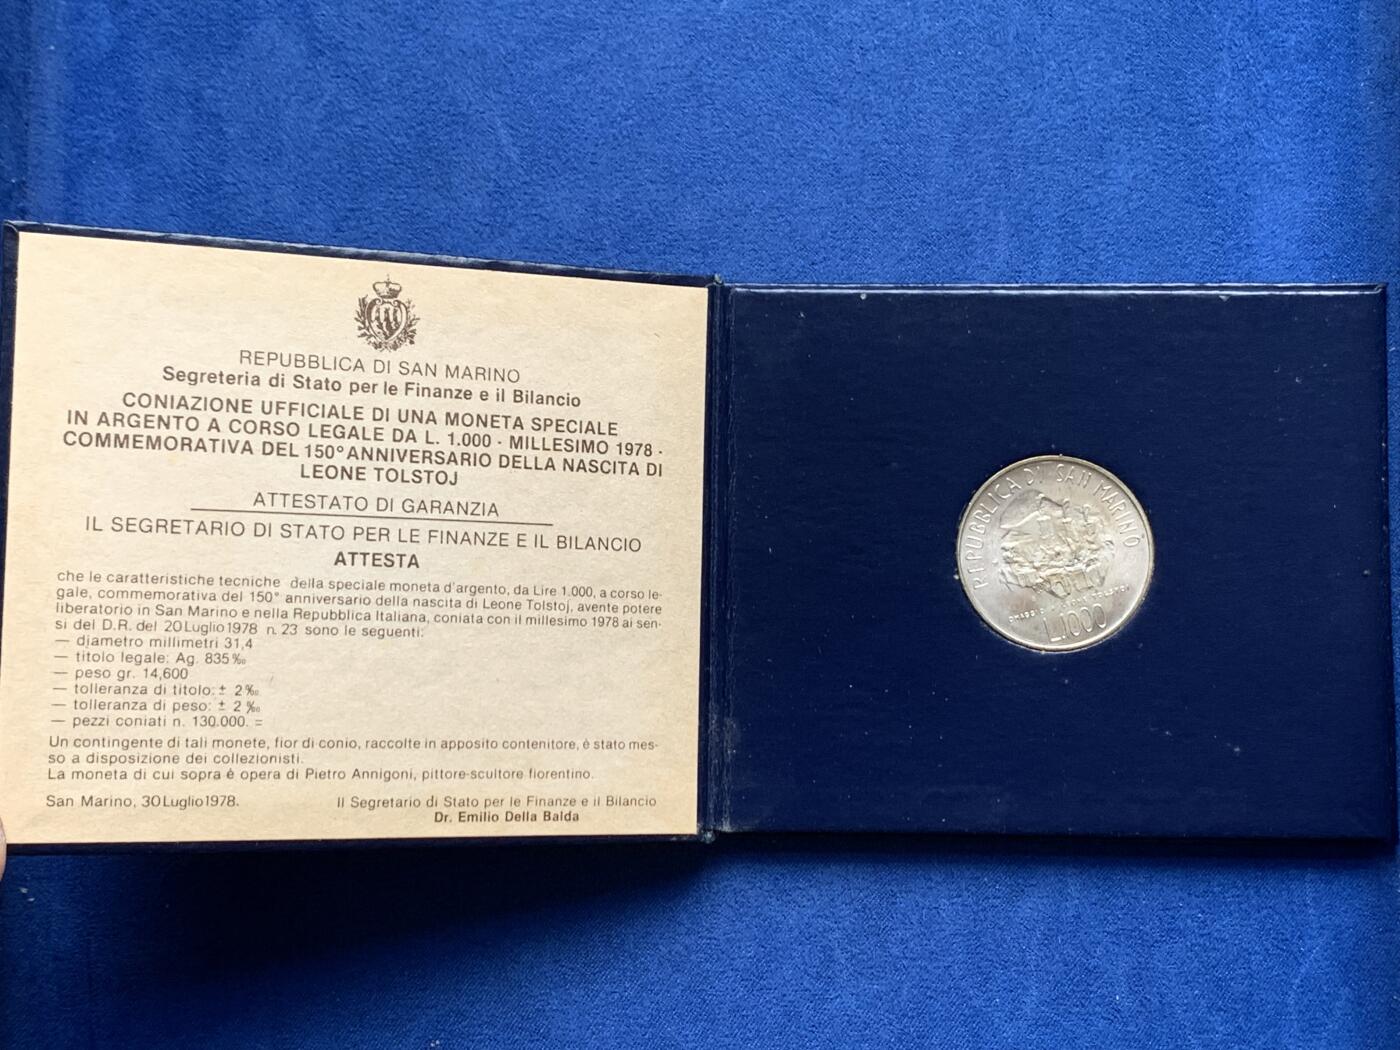 REPUBBLICA DI SAN MARINO
Segreteria di Stato per le Finanze e il Bilancio
CONIAZIONE UFFICIALE DI UNA MONETA SPECIALE
IN ARGENTO A CORSO LEGALE DA L. 1.000 - MILLESIMO 1978 -
COMMEMORATIVA DEL 150° ANNIVERSARIO DELLA NASCITA DI
LEONE TOLSTOJ
ATTESTATO DI GARANZIA
IL SEGRETARIO DI STATO PER LE FINANZE E IL BILANCIO
ATTESTA
che le caratteristiche tecniche della speciale moneta d'argento, da Lire 1.000, a corso le-
gale, commemorativa del 150° anniversario della nascita di Leone Tolstoj, avente potere
liberatorio in San Marino e nella Repubblica Italiana, coniata con il millesimo 1978 ai sen-
si del D.R. del 20 Luglio 1978 n. 23 sono le seguenti:
— diametro millimetri 31,4
— titolo legale: Ag. 835‰
— peso gr. 14,600
— tolleranza di titolo: ± 2‰
— tolleranza di peso: ± 2‰
— pezzi coniati n. 130.000. =
Un contingente di tali monete, fior di conio, raccolte in apposito contenitore, è stato mes-
so a disposizione dei collezionisti.
La moneta di cui sopra è opera di Pietro Annigoni, pittore-scultore fiorentino.
San Marino, 30 Luglio 1978.
Il Segretario di Stato per le Finanze e il Bilancio
Dr. Emilio Della Balda
REPUBBLICA DI SAN MARINO
L.1000